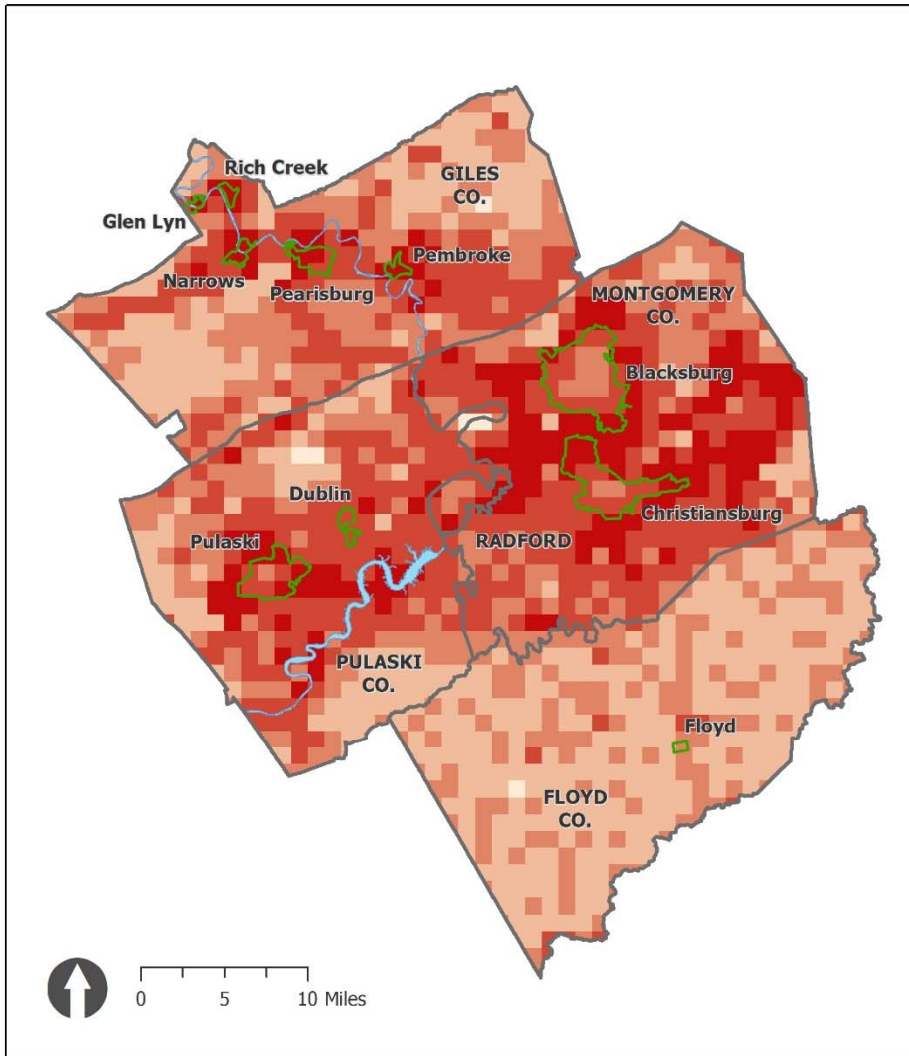 Rich Creek
GILES
CO.
Glen Lyn
Pembroke
Narrows
Pearisburg
MONTGOMERY
CO.
Blacksburg
Dublin
Christiansburg
Pulaski
RADFORD
PULASKI
CO.
Floyd
FLOYD
CO.
0 5 10 Miles